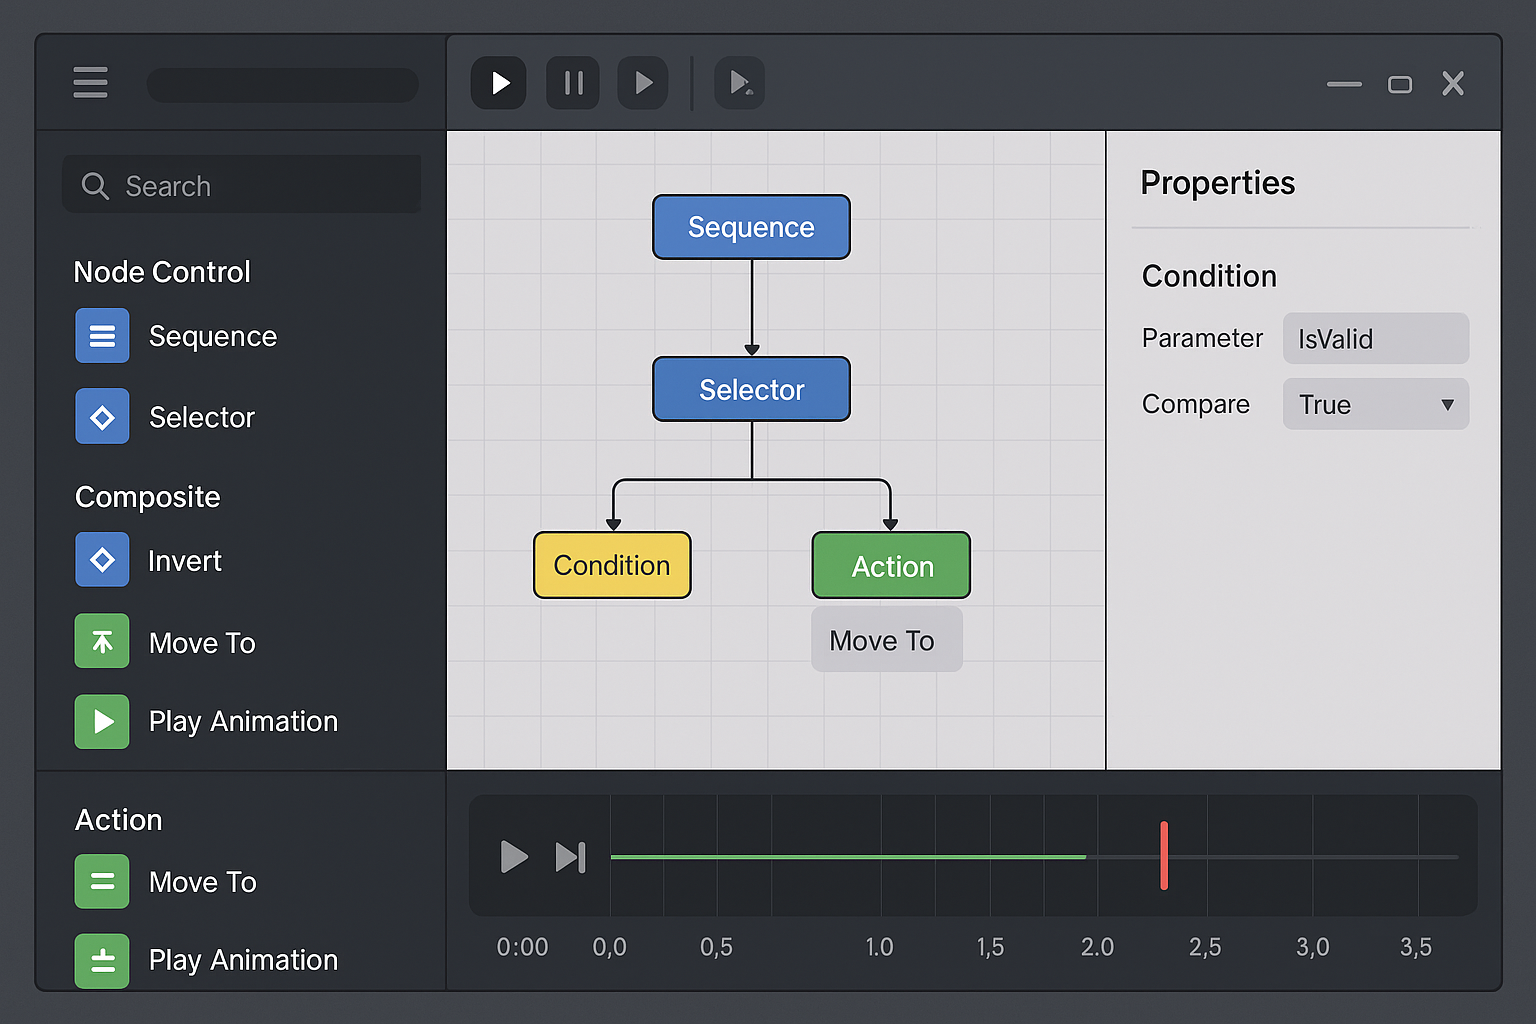 Search
Node Control
Sequence
Selector
Composite
Invert
Move To
Play Animation
Action
Move To
Play Animation
Sequence
Selector
Condition
Action
Move To
Properties
Condition
Parameter IsValid
Compare True
0:00 0,0 0,5 1.0 1,5 2.0 2,5 3,0 3,5